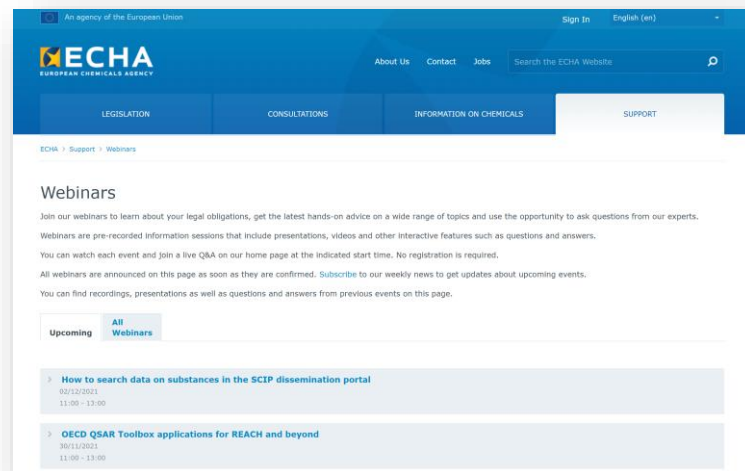 An agency of the European Union
Sign In
English (en)
ECHA
EUROPEAN CHEMICALS AGENCY
About Us
Contact
Jobs
Search the ECHA Website
LEGISLATION
CONSULTATIONS
INFORMATION ON CHEMICALS
SUPPORT
ECHA > Support > Webinars
Webinars
Join our webinars to learn about your legal obligations, get the latest hands-on advice on a wide range of topics and use the opportunity to ask questions from our experts.
Webinars are pre-recorded information sessions that include presentations, videos and other interactive features such as questions and answers.
You can watch each event and join a live Q&A on our home page at the indicated start time. No registration is required.
All webinars are announced on this page as soon as they are confirmed. Subscribe to our weekly news to get updates about upcoming events.
You can find recordings, presentations as well as questions and answers from previous events on this page.
Upcoming
All
Webinars
How to search data on substances in the SCIP dissemination portal
02/12/2021
11:00 - 13:00
OECD QSAR Toolbox applications for REACH and beyond
30/11/2021
11:00 - 13:00